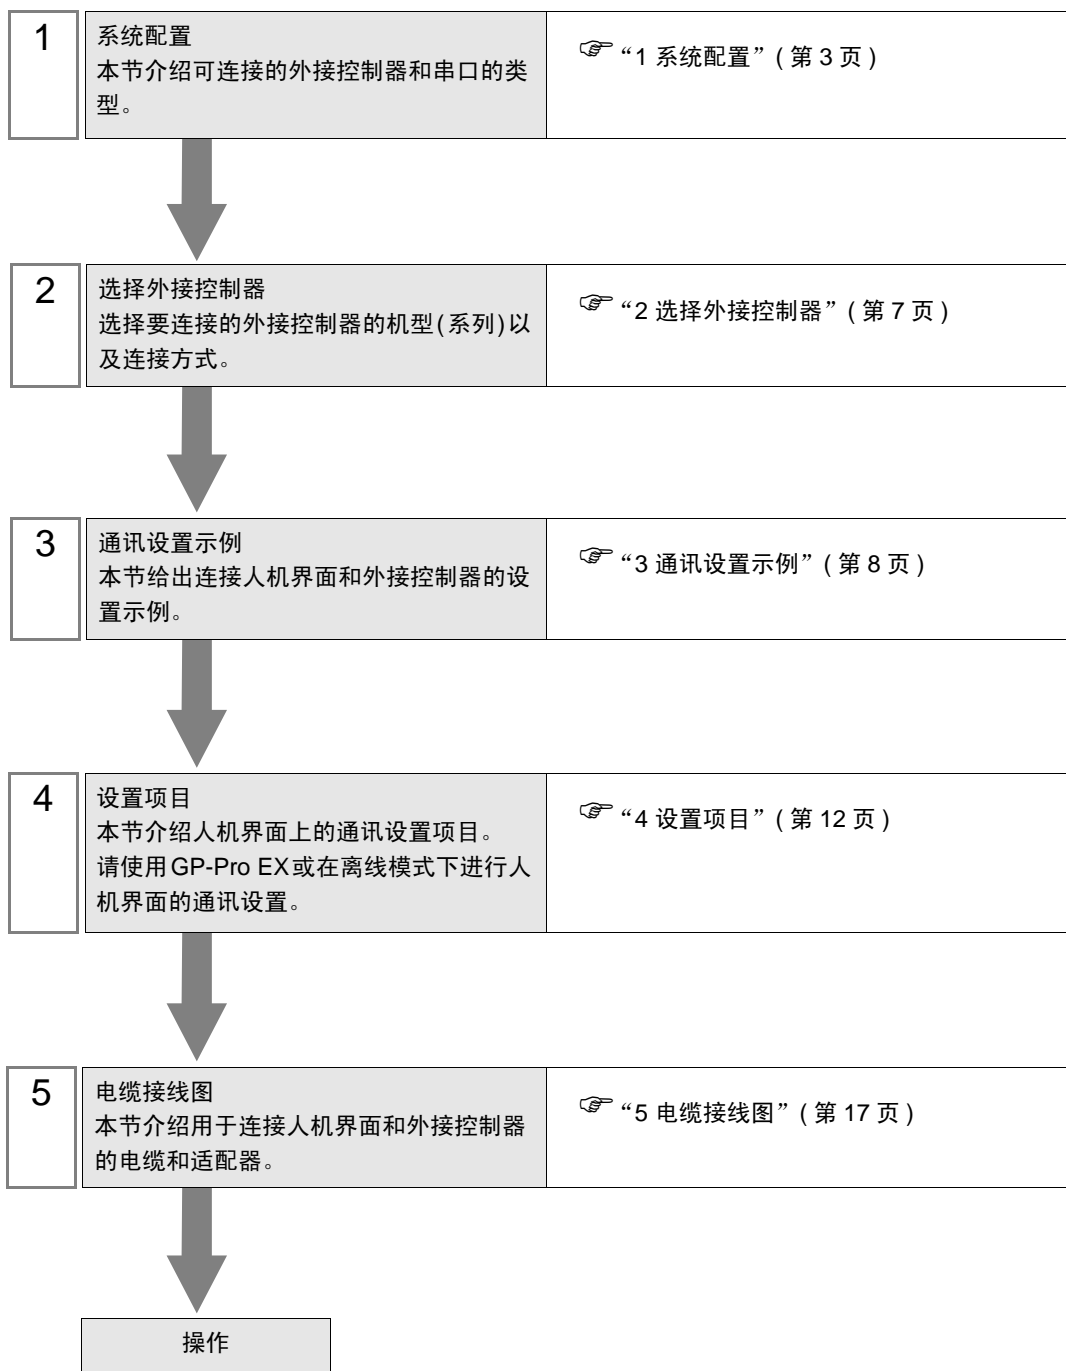 1
系统配置
本节介绍可连接的外接控制器和串口的类
型。
“1 系统配置” ( 第 3 页 )
2
选择外接控制器
选择要连接的外接控制器的机型(系列)以
及连接方式。
“2 选择外接控制器” ( 第 7 页 )
3
通讯设置示例
本节给出连接人机界面和外接控制器的设
置示例。
“3 通讯设置示例” ( 第 8 页 )
4
设置项目
本节介绍人机界面上的通讯设置项目。
请使用GP-Pro EX或在离线模式下进行人
机界面的通讯设置。
“4 设置项目” ( 第 12 页 )
5
电缆接线图
本节介绍用于连接人机界面和外接控制器
的电缆和适配器。
“5 电缆接线图” ( 第 17 页 )
操作